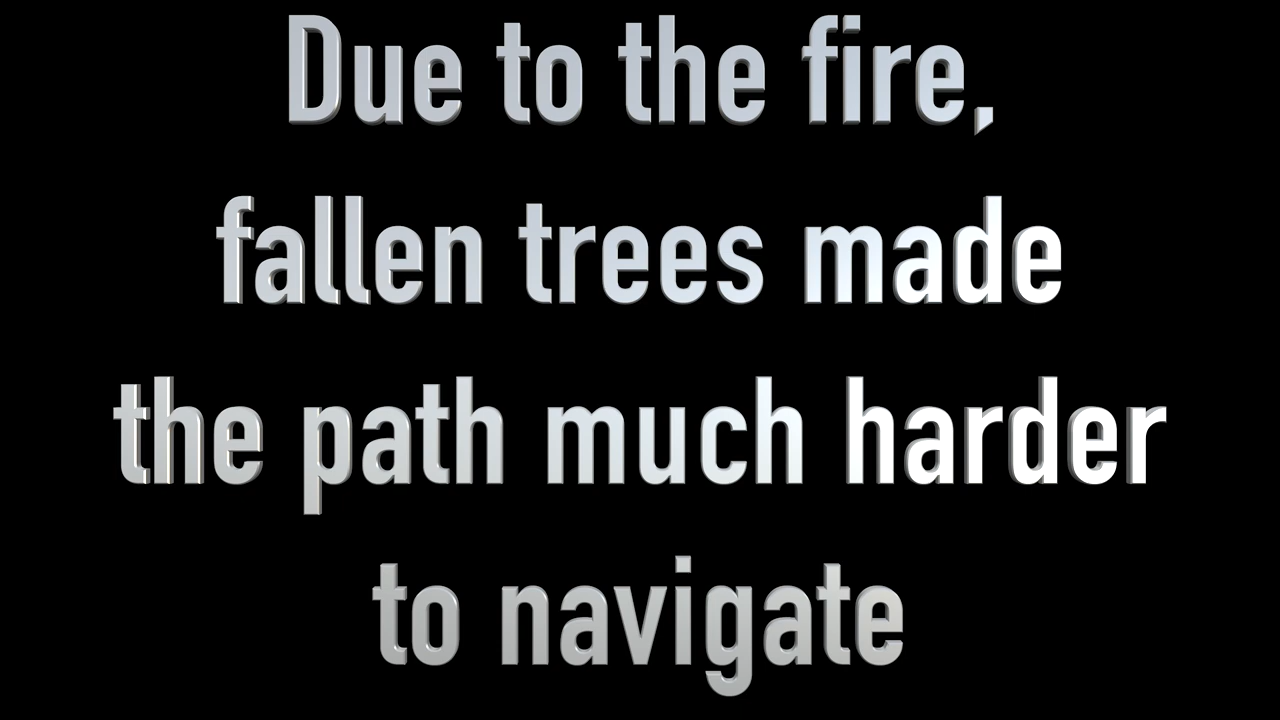 Due to the fire,
fallen trees made
the path much harder
to navigate